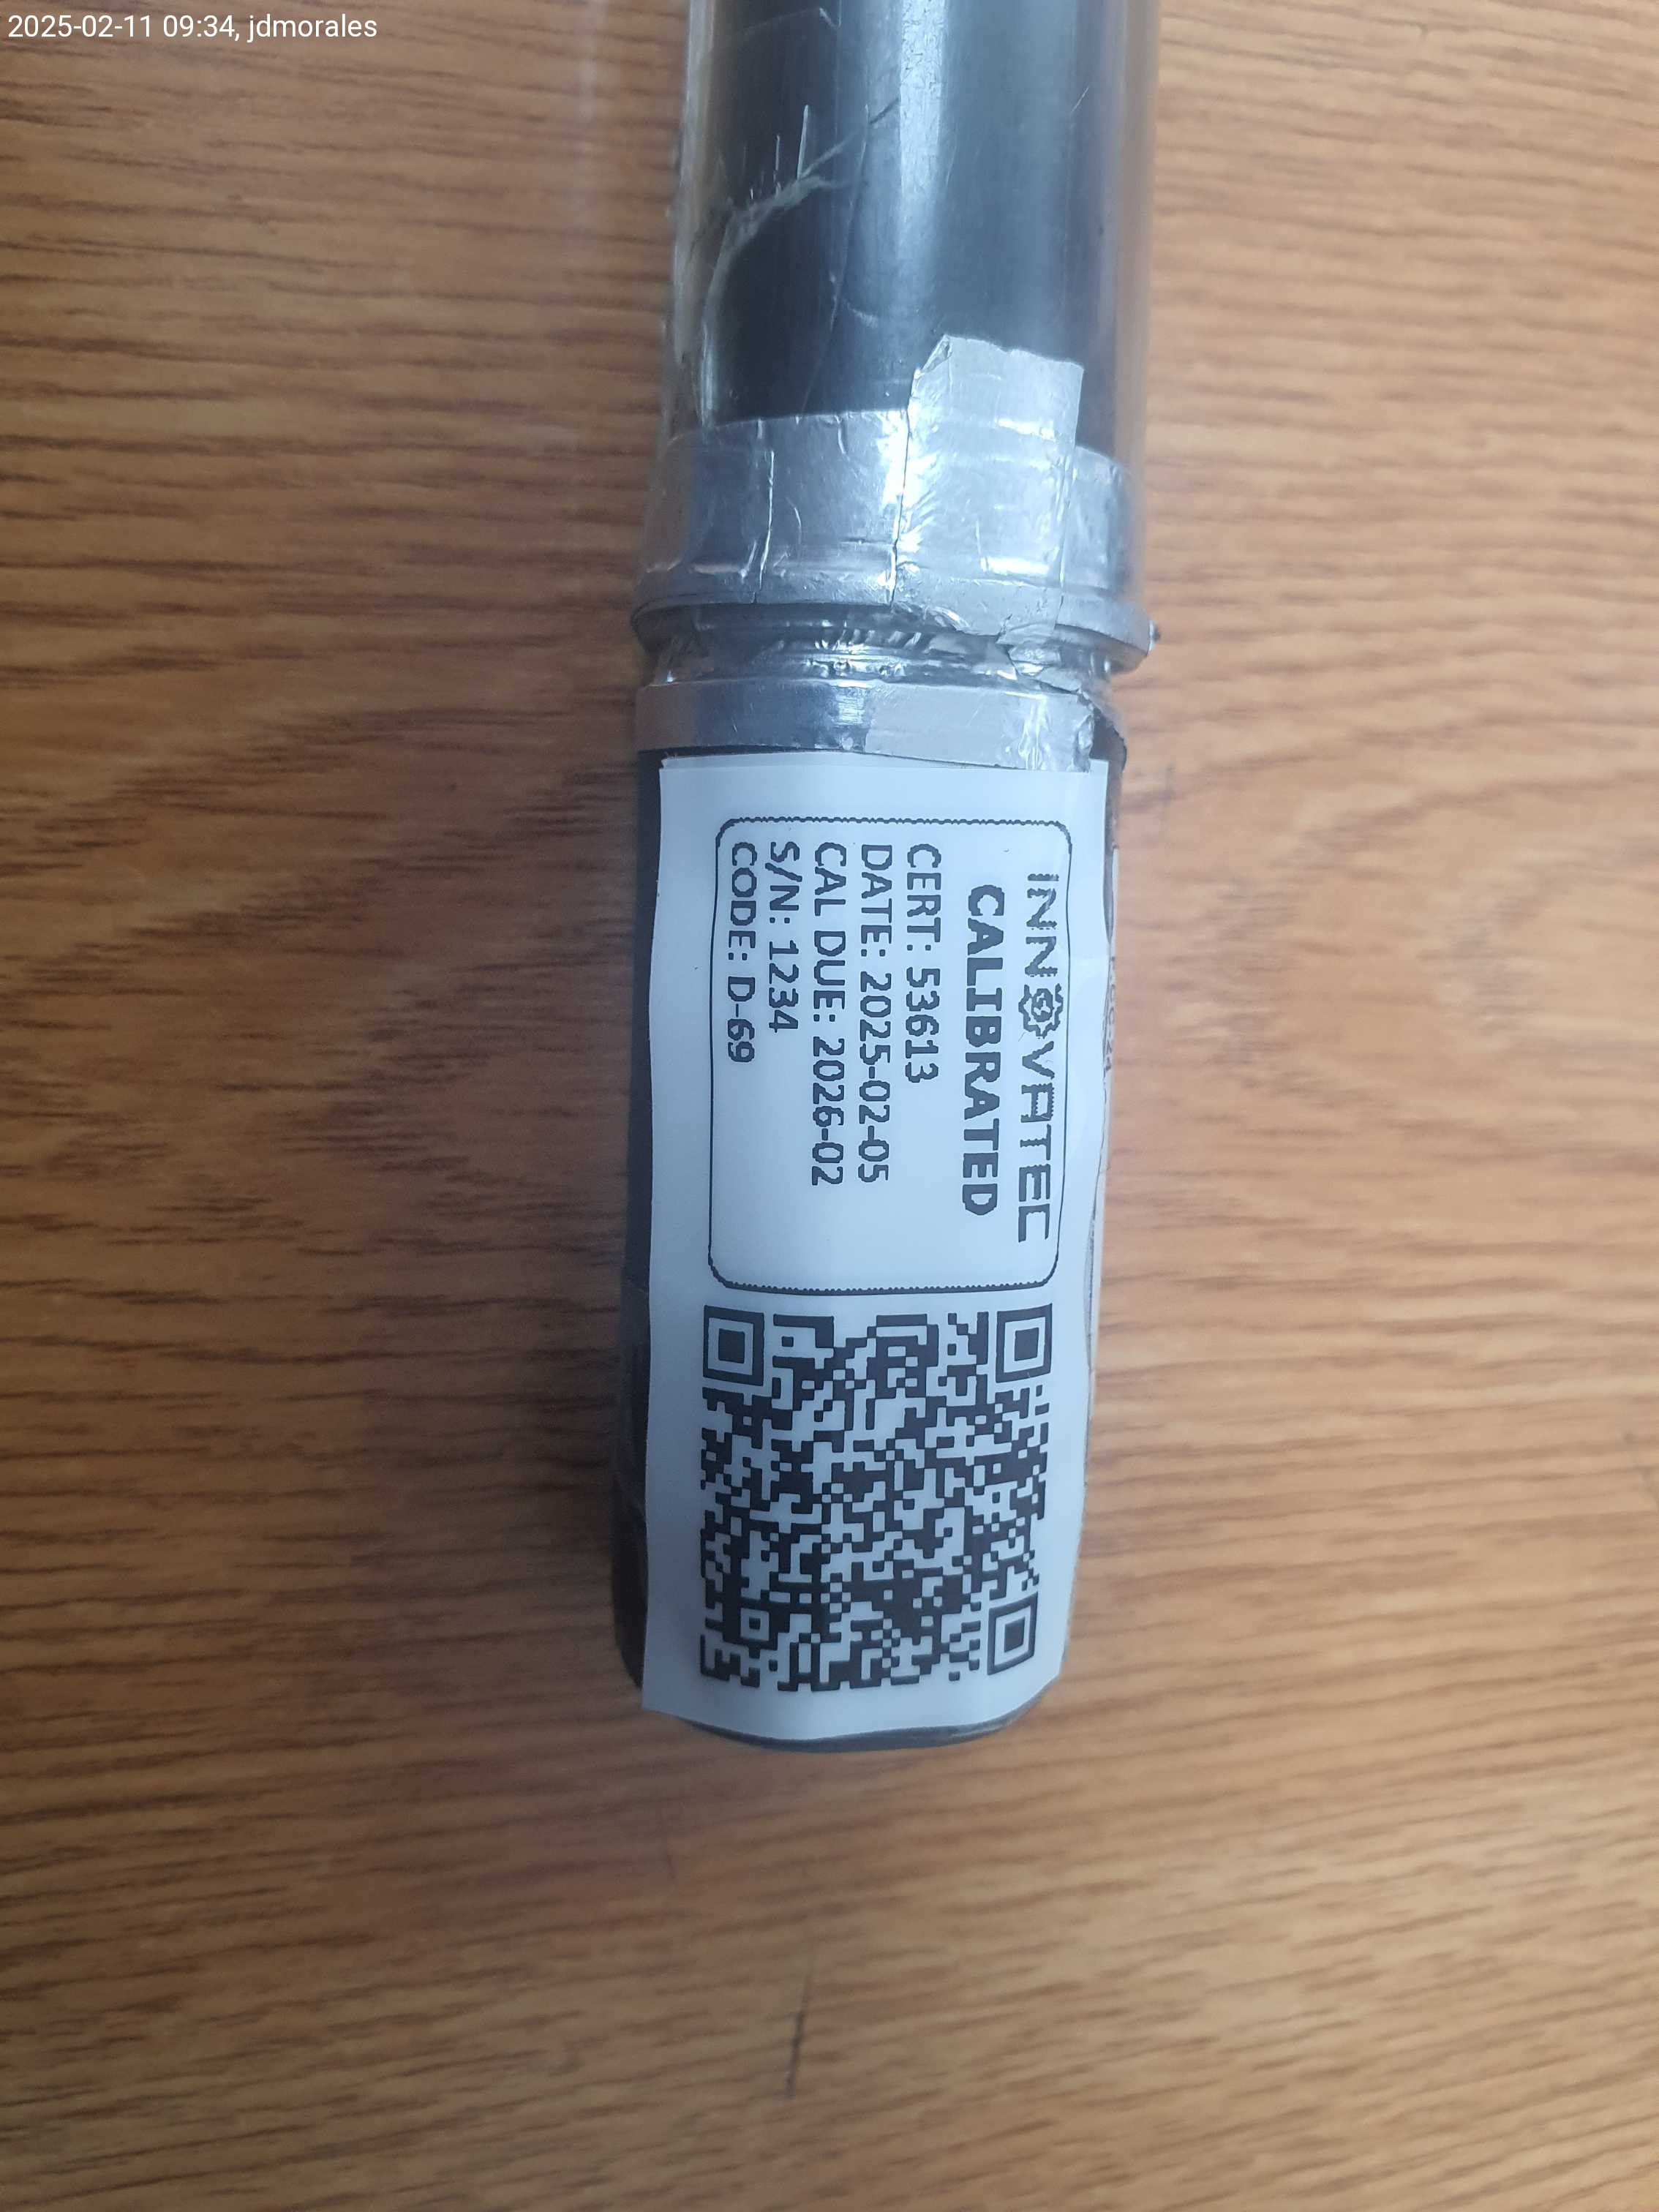 2025-02-11 09:34, jdmorales
INNOVATEC
CALIBRATED
CERT: 53613
DATE: 2025-02-05
CAL DUE: 2026-02
S/N: 1234
CODE: D-69